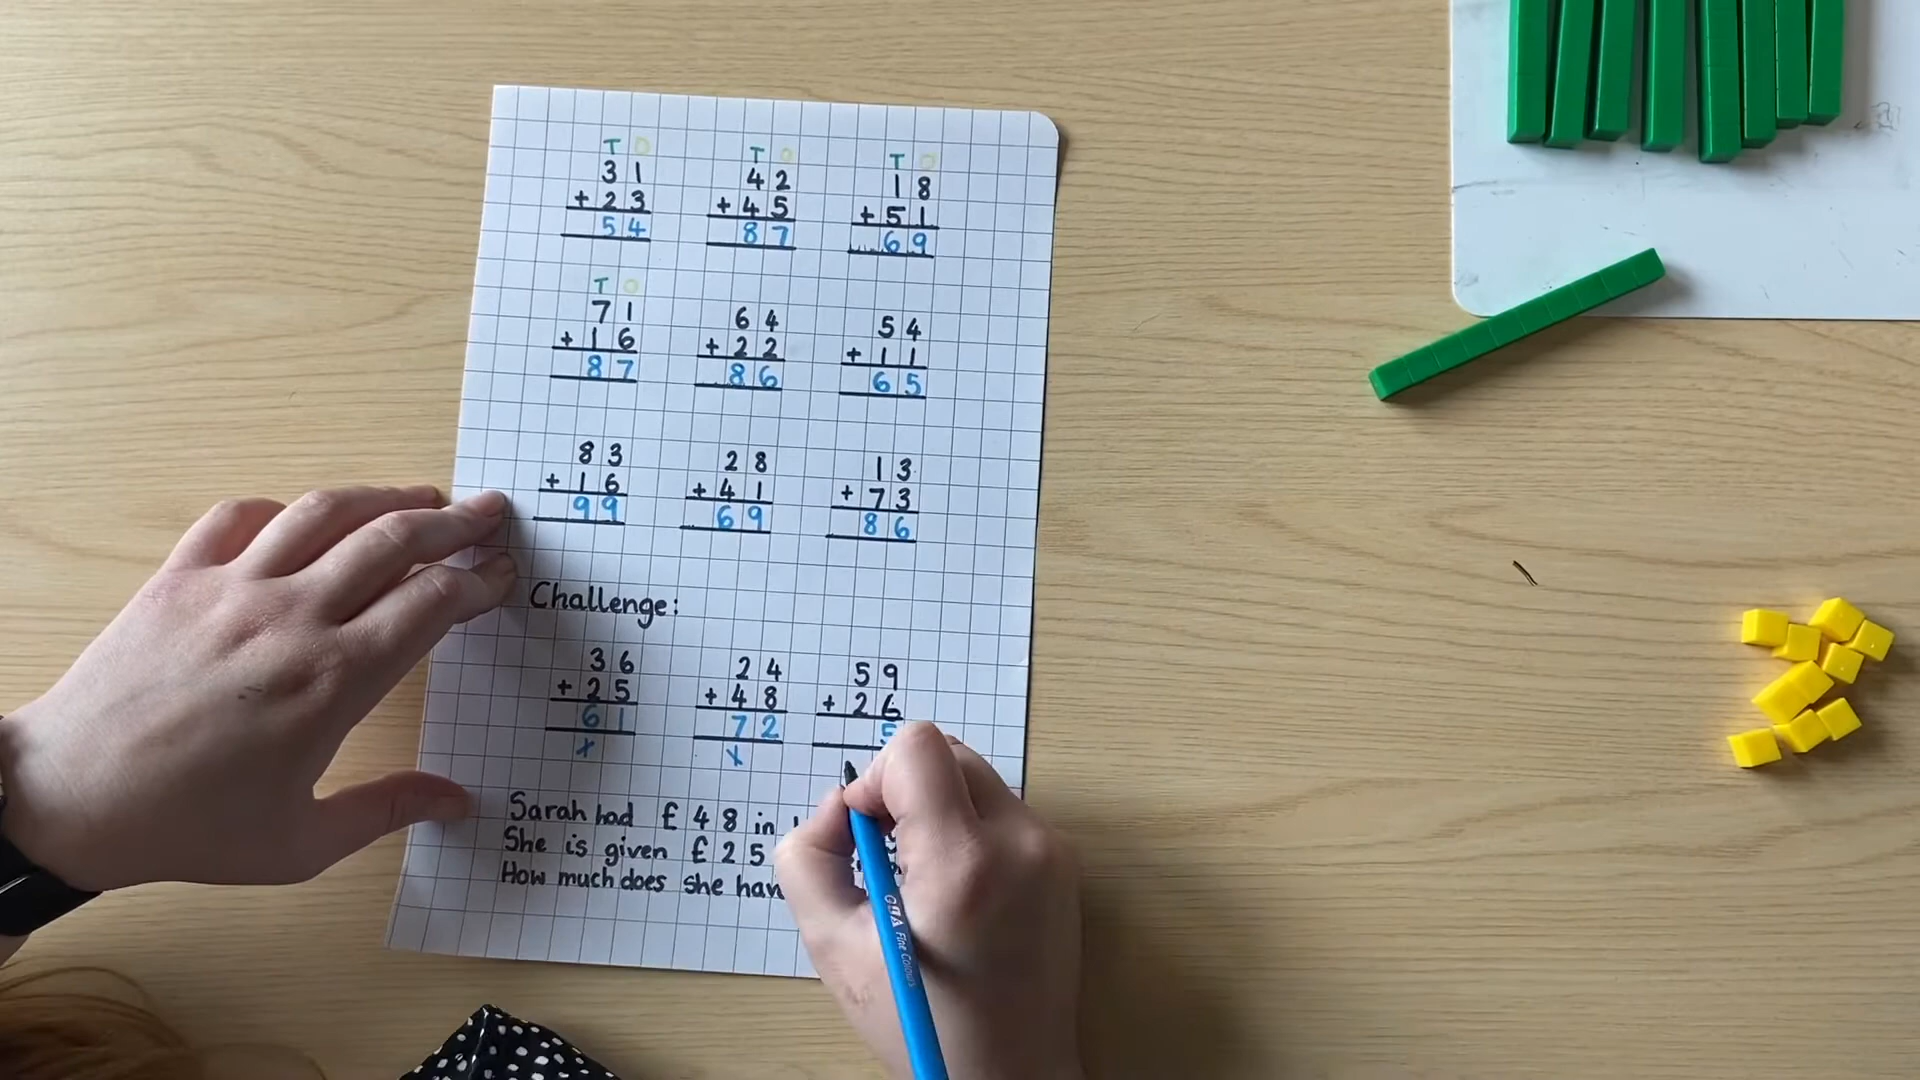 T O T O T O
31 42 18
+23 +45 +51
54 87 69
T O
71 64 54
+16 +22 +11
87 86 65
83 28 13
+16 +41 +73
99 69 86
Challenge:
36 24 59
+25 +48 +26
61 72 5
Sarah had £48 in
She is given £25
How much does she
Fine Colours